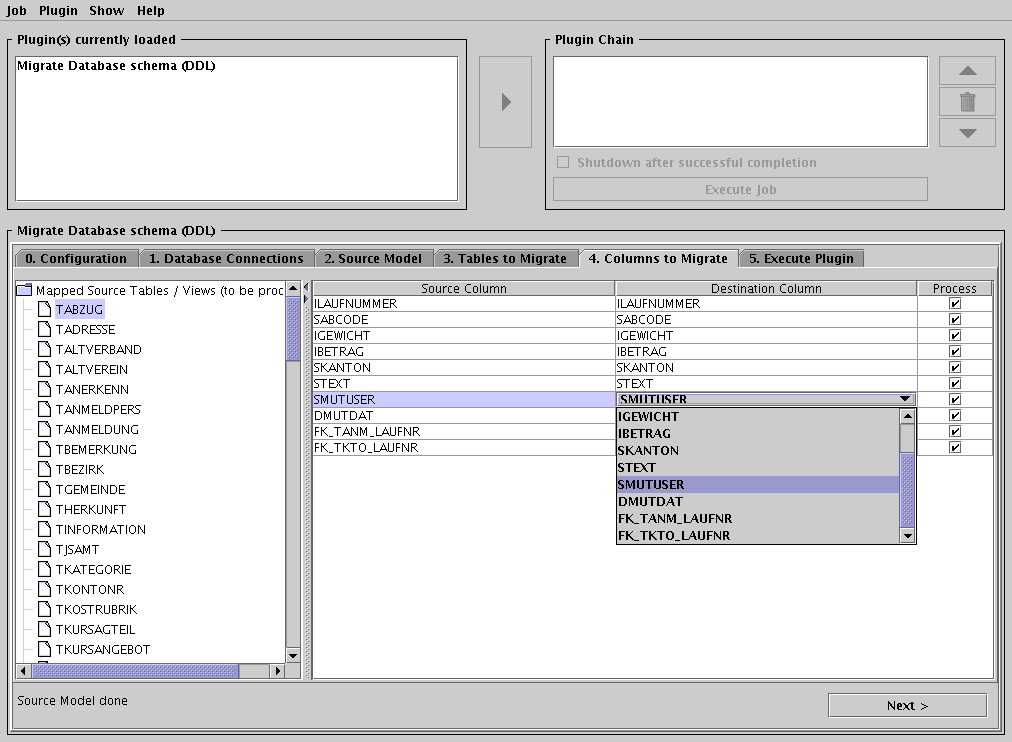 Job Plugin Show Help
Plugin(s) currently loaded
Migrate Database schema (DDL)
Plugin Chain
Shutdown after successful completion
Execute Job
Migrate Database schema (DDL)
0. Configuration 1. Database Connections 2. Source Model 3. Tables to Migrate 4. Columns to Migrate 5. Execute Plugin
Mapped Source Tables / Views (to be proc
TABZUG
TADRESSE
TALTVERBAND
TALTVEREIN
TANERKENN
TANMELDPERS
TANMELDUNG
TBEMERKUNG
TBEZIRK
TGEMEINDE
THERKUNFT
TINFORMATION
TJSAMT
TKATEGORIE
TKONTONR
TKOSTRUBRIK
TKURSAGTEIL
TKURSANGEBOT
Source Column Destination Column Process
ILAUFNUMMER ILAUFNUMMER
SABCODE SABCODE
IGEWICHT IGEWICHT
IBETRAG IBETRAG
SKANTON SKANTON
STEXT STEXT
SMUTUSER SMUTUSER
DMUTDAT
FK_TANM_LAUFNR
FK_TKTO_LAUFNR
IGEWICHT
IBETRAG
SKANTON
STEXT
SMUTUSER
DMUTDAT
FK_TANM_LAUFNR
FK_TKTO_LAUFNR
Source Model done
Next >